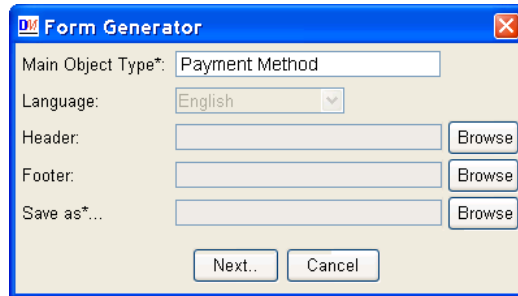 DM Form Generator
Main Object Type*: Payment Method
Language: English
Header: Browse
Footer: Browse
Save as*... Browse
Next.. Cancel